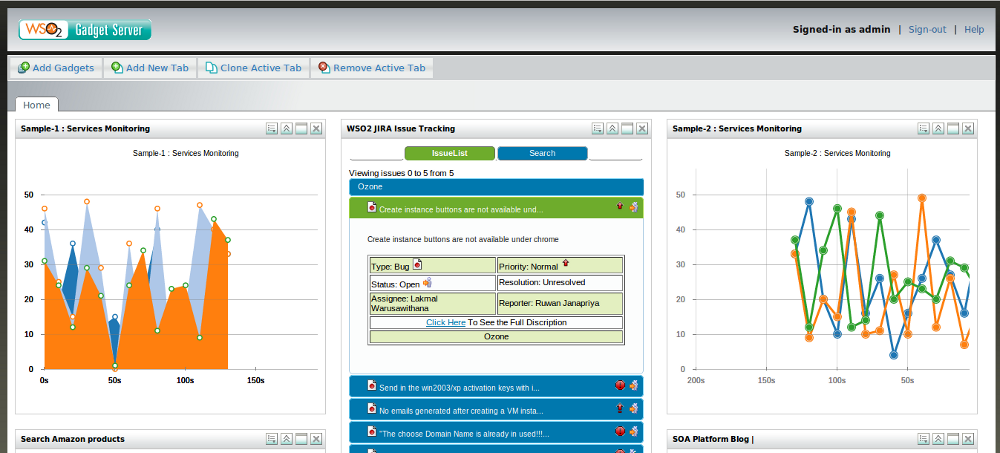 WSO2 Gadget Server
Signed-in as admin | Sign-out | Help
Add Gadgets Add New Tab Clone Active Tab Remove Active Tab
Home
Sample-1 : Services Monitoring
Sample-1 : Services Monitoring
50
40
30
20
10
0
0s 50s 100s 150s
WSO2 JIRA Issue Tracking
IssueList Search
Viewing issues 0 to 5 from 5
Ozone
Create instance buttons are not available und...
Create instance buttons are not available under chrome
Type: Bug Priority: Normal
Status: Open Resolution: Unresolved
Assignee: Lakmal Warusawithana Reporter: Ruwan Janapriya
Click Here To See the Full Discription
Ozone
Send in the win2003/xp activation keys with i...
No emails generated after creating a VM insta...
"The choose Domain Name is already in used!!!...
Sample-2 : Services Monitoring
Sample-2 : Services Monitoring
50
40
30
20
10
0
200s 150s 100s 50s
Search Amazon products
SOA Platform Blog |